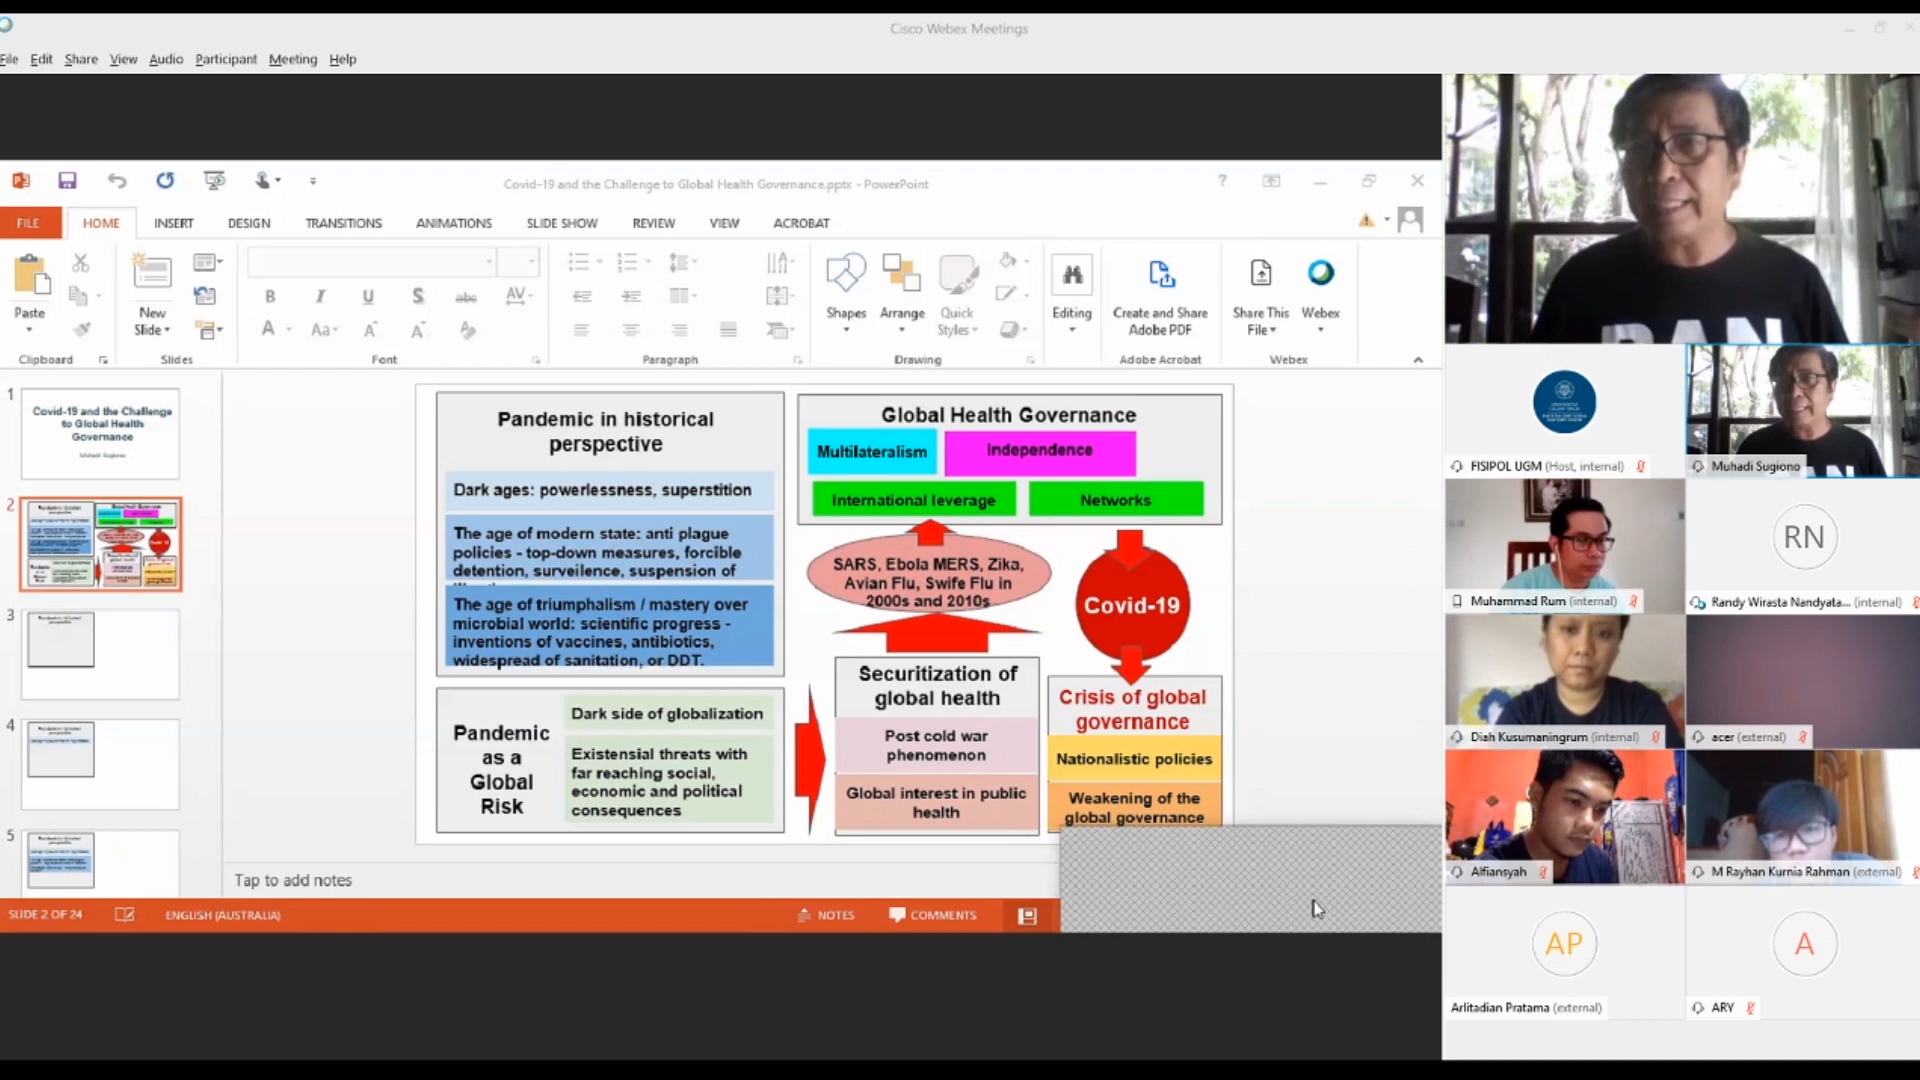 Cisco Webex Meetings
File Edit Share View Audio Participant Meeting Help
Covid-19 and the Challenge to Global Health Governance.pptx - PowerPoint
FILE HOME INSERT DESIGN TRANSITIONS ANIMATIONS SLIDE SHOW REVIEW VIEW ACROBAT
Paste
New
Slide
B I U S abc AV
A Aa A A
Shapes Arrange Quick
Styles
Editing
Create and Share
Adobe PDF
Share This
File
Webex
Clipboard Slides Font Paragraph Drawing Adobe Acrobat Webex
1
Covid-19 and the Challenge
to Global Health
Governance
Muhadi Sugiono
2
3
4
5
Pandemic in historical
perspective
Dark ages: powerlessness, superstition
The age of modern state: anti plague
policies - top-down measures, forcible
detention, surveilence, suspension of
The age of triumphalism / mastery over
microbial world: scientific progress -
inventions of vaccines, antibiotics,
widespread of sanitation, or DDT.
Pandemic
as a
Global
Risk
Dark side of globalization
Existensial threats with
far reaching social,
economic and political
consequences
Global Health Governance
Multilateralism
Independence
International leverage
Networks
SARS, Ebola MERS, Zika,
Avian Flu, Swife Flu in
2000s and 2010s
Covid-19
Securitization of
global health
Post cold war
phenomenon
Global interest in public
health
Crisis of global
governance
Nationalistic policies
Weakening of the
global governance
Tap to add notes
SLIDE 2 OF 24 ENGLISH (AUSTRALIA) NOTES COMMENTS
FISIPOL UGM (Host, internal)
Muhadi Sugiono
Muhammad Rum (internal)
RN
Randy Wirasta Nandyata... (internal)
Diah Kusumaningrum (internal)
acer (external)
Alfiansyah
M Rayhan Kurnia Rahman (external)
AP
Arlitadian Pratama (external)
A
ARY